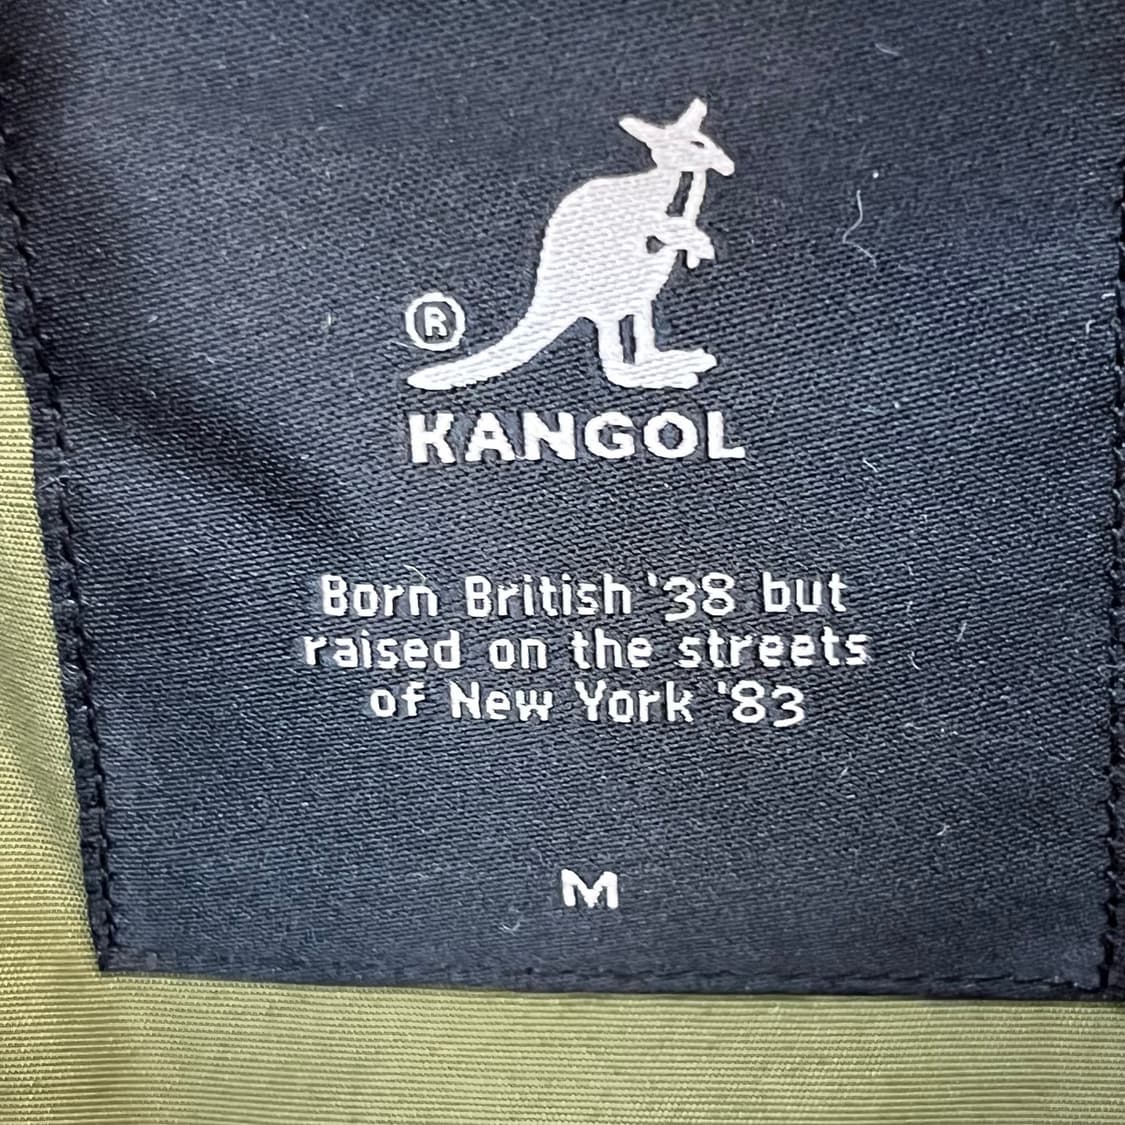 ®
KANGOL
Born British '38 but
raised on the streets
of New York '83
M